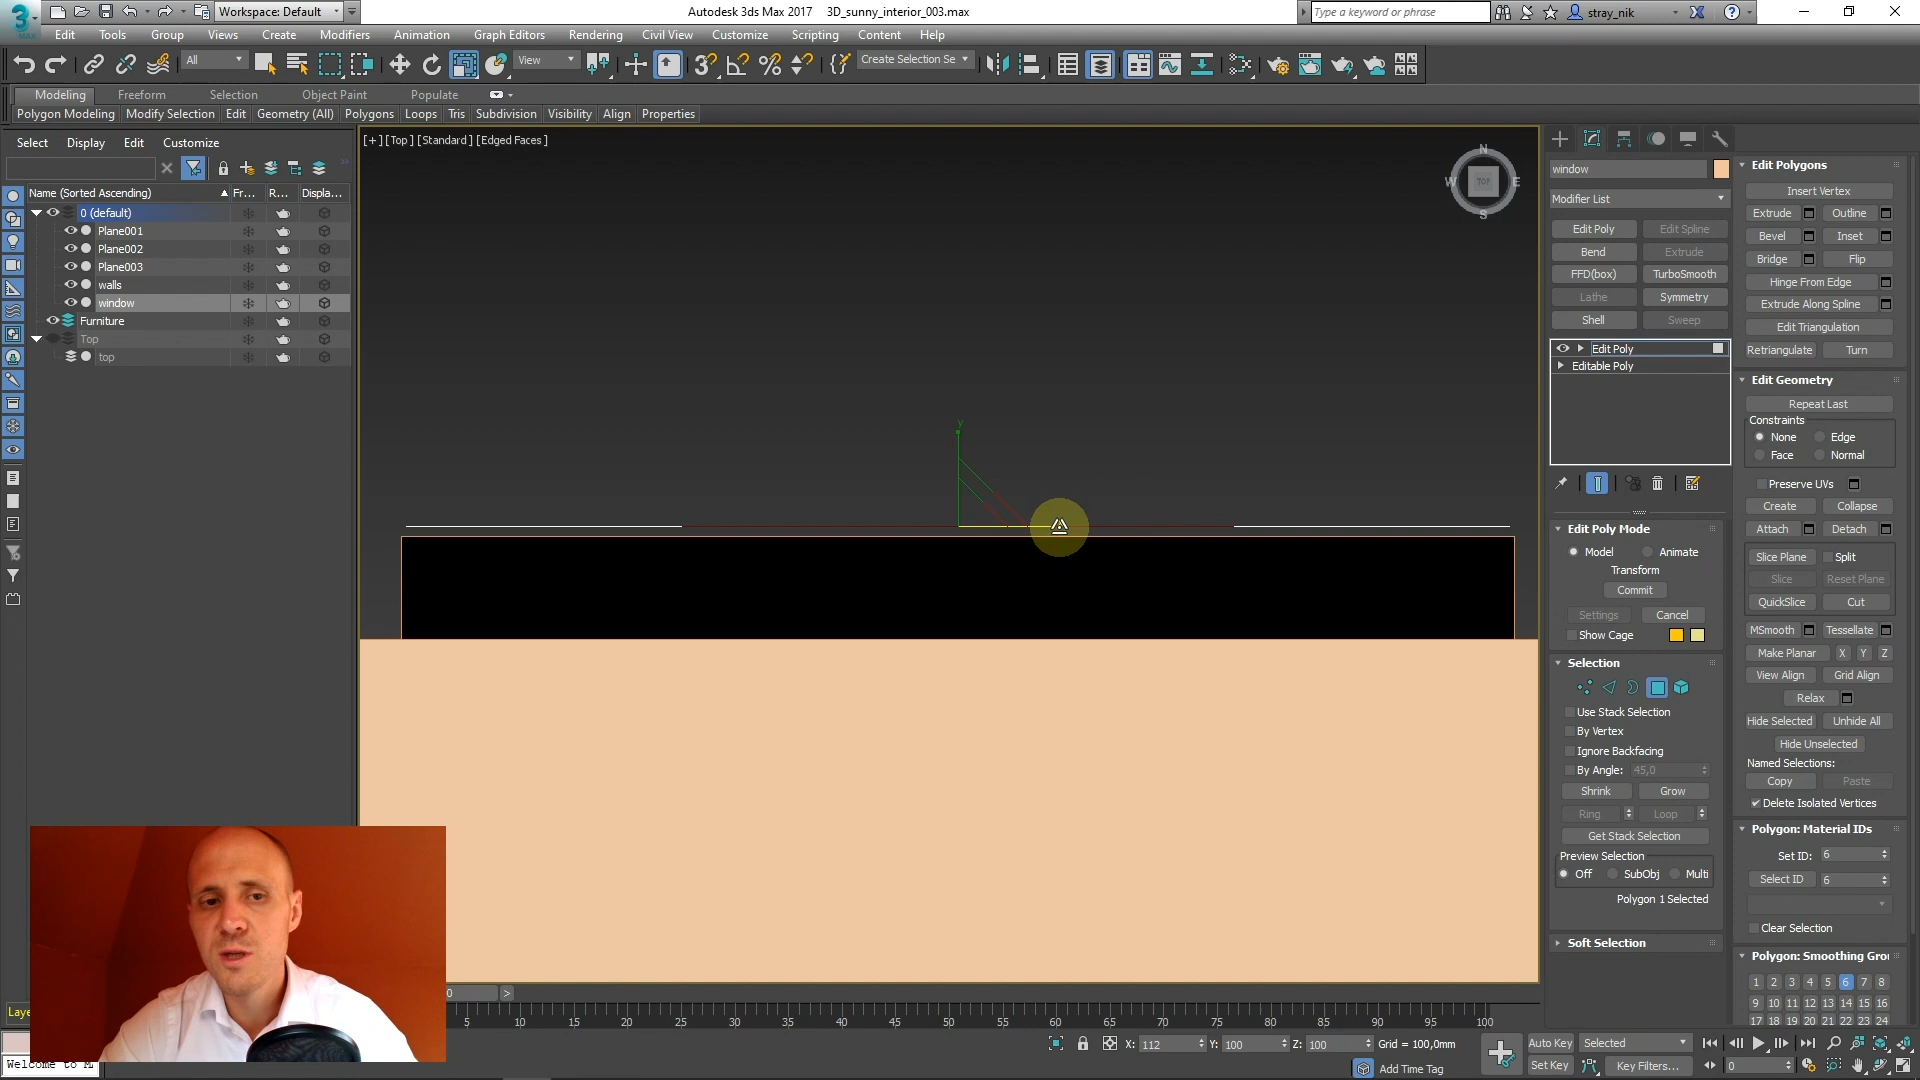 3 MAX Workspace: Default Autodesk 3ds Max 2017 3D_sunny_interior_003.max Type a keyword or phrase stray_nik
Edit Tools Group Views Create Modifiers Animation Graph Editors Rendering Civil View Customize Scripting Content Help
All View Create Selection Se
Modeling Freeform Selection Object Paint Populate
Polygon Modeling Modify Selection Edit Geometry (All) Polygons Loops Tris Subdivision Visibility Align Properties
Select Display Edit Customize
[+] [Top] [Standard] [Edged Faces]
Name (Sorted Ascending) Fr... R... Displa...
0 (default)
Plane001
Plane002
Plane003
walls
window
Furniture
Top
top
N
W TOP E
S
y
window
Modifier List
Edit Poly Edit Spline
Bend Extrude
FFD(box) TurboSmooth
Lathe Symmetry
Shell Sweep
Edit Poly
Editable Poly
Edit Poly Mode
Model Animate
Transform
Commit
Settings Cancel
Show Cage
Selection
Use Stack Selection
By Vertex
Ignore Backfacing
By Angle: 45,0
Shrink Grow
Ring Loop
Get Stack Selection
Preview Selection
Off SubObj Multi
Polygon 1 Selected
Soft Selection
Edit Polygons
Insert Vertex
Extrude Outline
Bevel Inset
Bridge Flip
Hinge From Edge
Extrude Along Spline
Edit Triangulation
Retriangulate Turn
Edit Geometry
Repeat Last
Constraints
None Edge
Face Normal
Preserve UVs
Create Collapse
Attach Detach
Slice Plane Split
Slice Reset Plane
QuickSlice Cut
MSmooth Tessellate
Make Planar X Y Z
View Align Grid Align
Relax
Hide Selected Unhide All
Hide Unselected
Named Selections:
Copy Paste
Delete Isolated Vertices
Polygon: Material IDs
Set ID: 6
Select ID 6
Clear Selection
Polygon: Smoothing Grou
1 2 3 4 5 6 7 8
9 10 11 12 13 14 15 16
17 18 19 20 21 22 23 24
0 >
5 10 15 20 25 30 35 40 45 50 55 60 65 70 75 80 85 90 95 100
Laye
Welcome to M
X: 112 Y: 100 Z: 100 Grid = 100,0mm
Add Time Tag
Auto Key Selected
Set Key Key Filters... 0